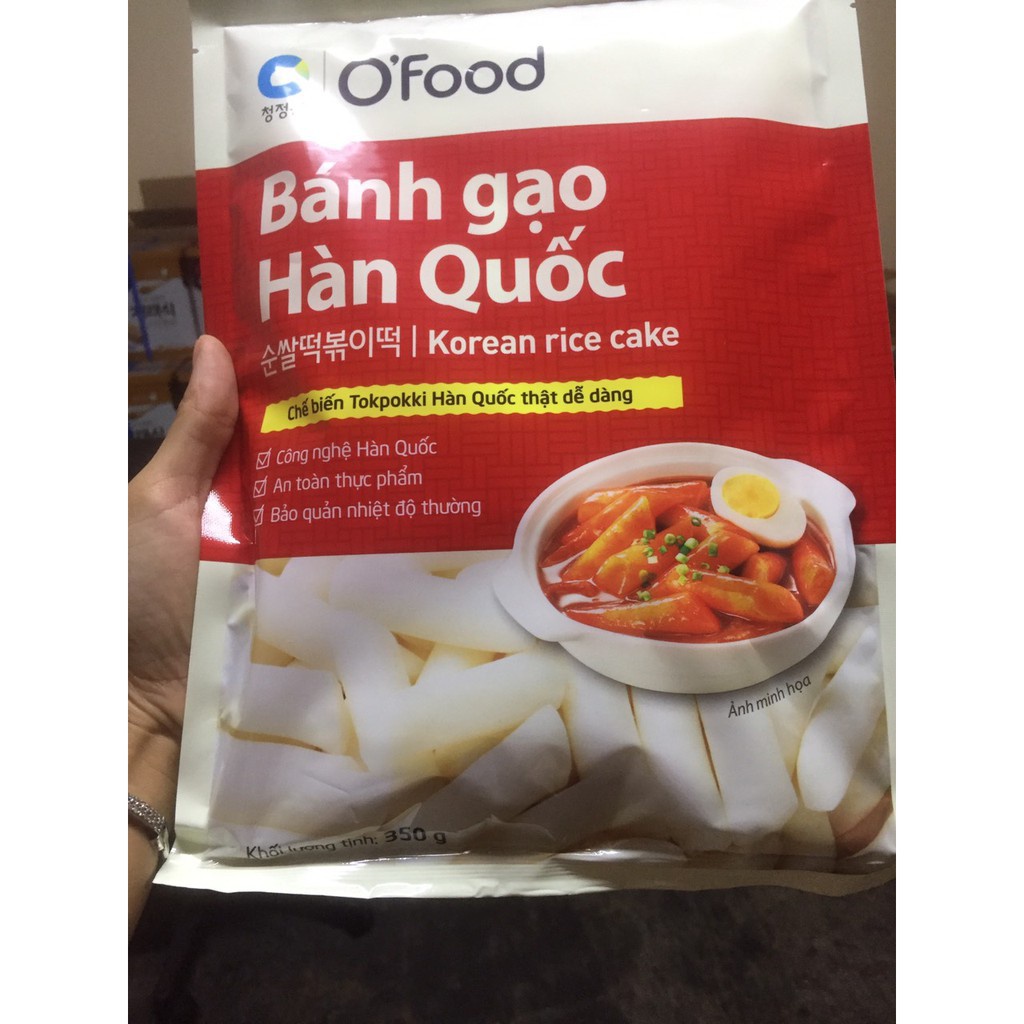 청정
O'Food
Bánh gạo
Hàn Quốc
순쌀떡볶이떡 | Korean rice cake
Chế biến Tokpokki Hàn Quốc thật dễ dàng
Công nghệ Hàn Quốc
An toàn thực phẩm
Bảo quản nhiệt độ thường
Ảnh minh họa
Khối lượng tịnh: 350 g